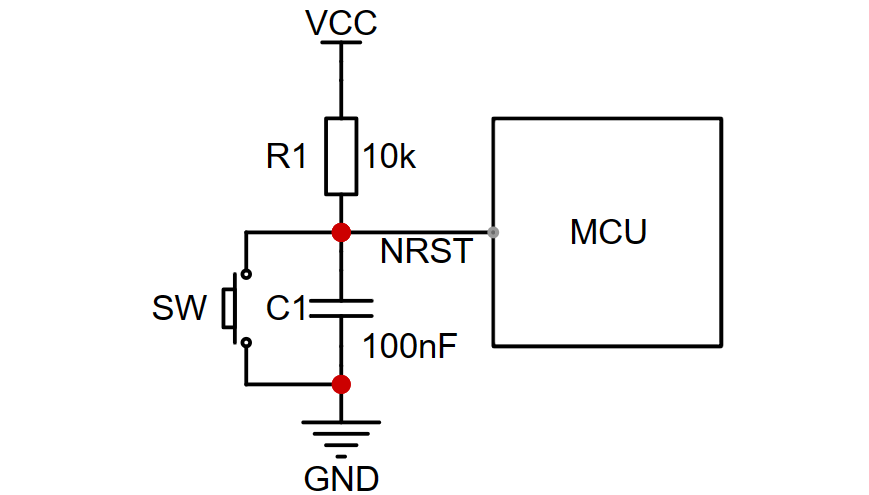 VCC
R1
10k
MCU
NRST
SW
C1
100nF
GND